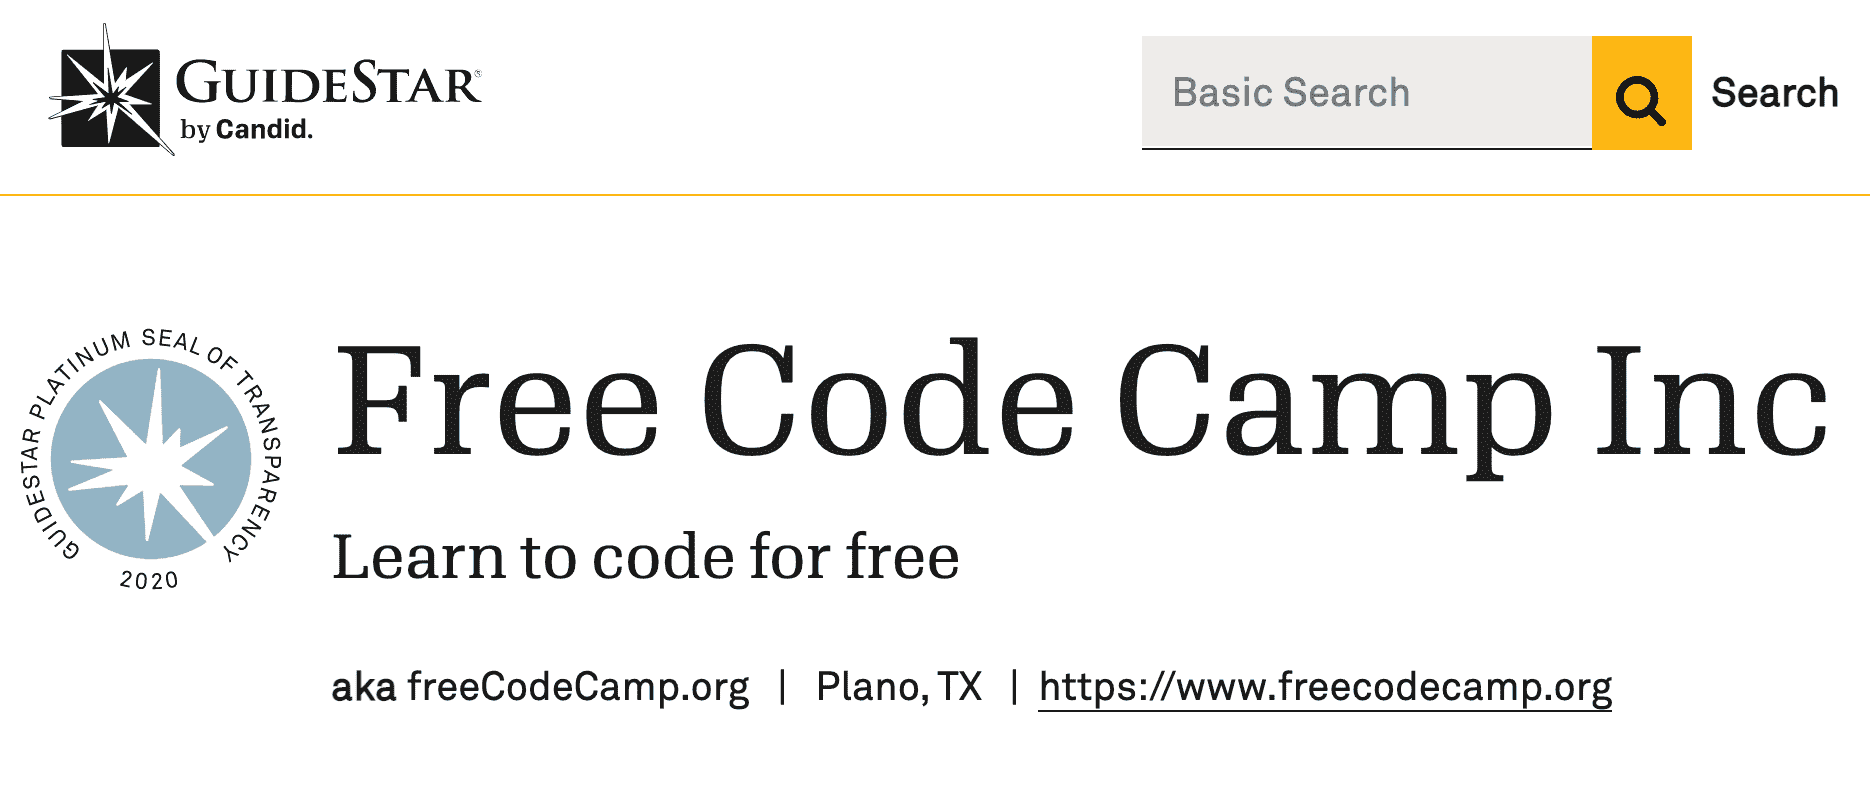 GUIDESTAR®
by Candid.
Basic Search
Search
GUIDESTAR PLATINUM SEAL OF TRANSPARENCY
2020
Free Code Camp Inc
Learn to code for free
aka freeCodeCamp.org | Plano, TX | https://www.freecodecamp.org